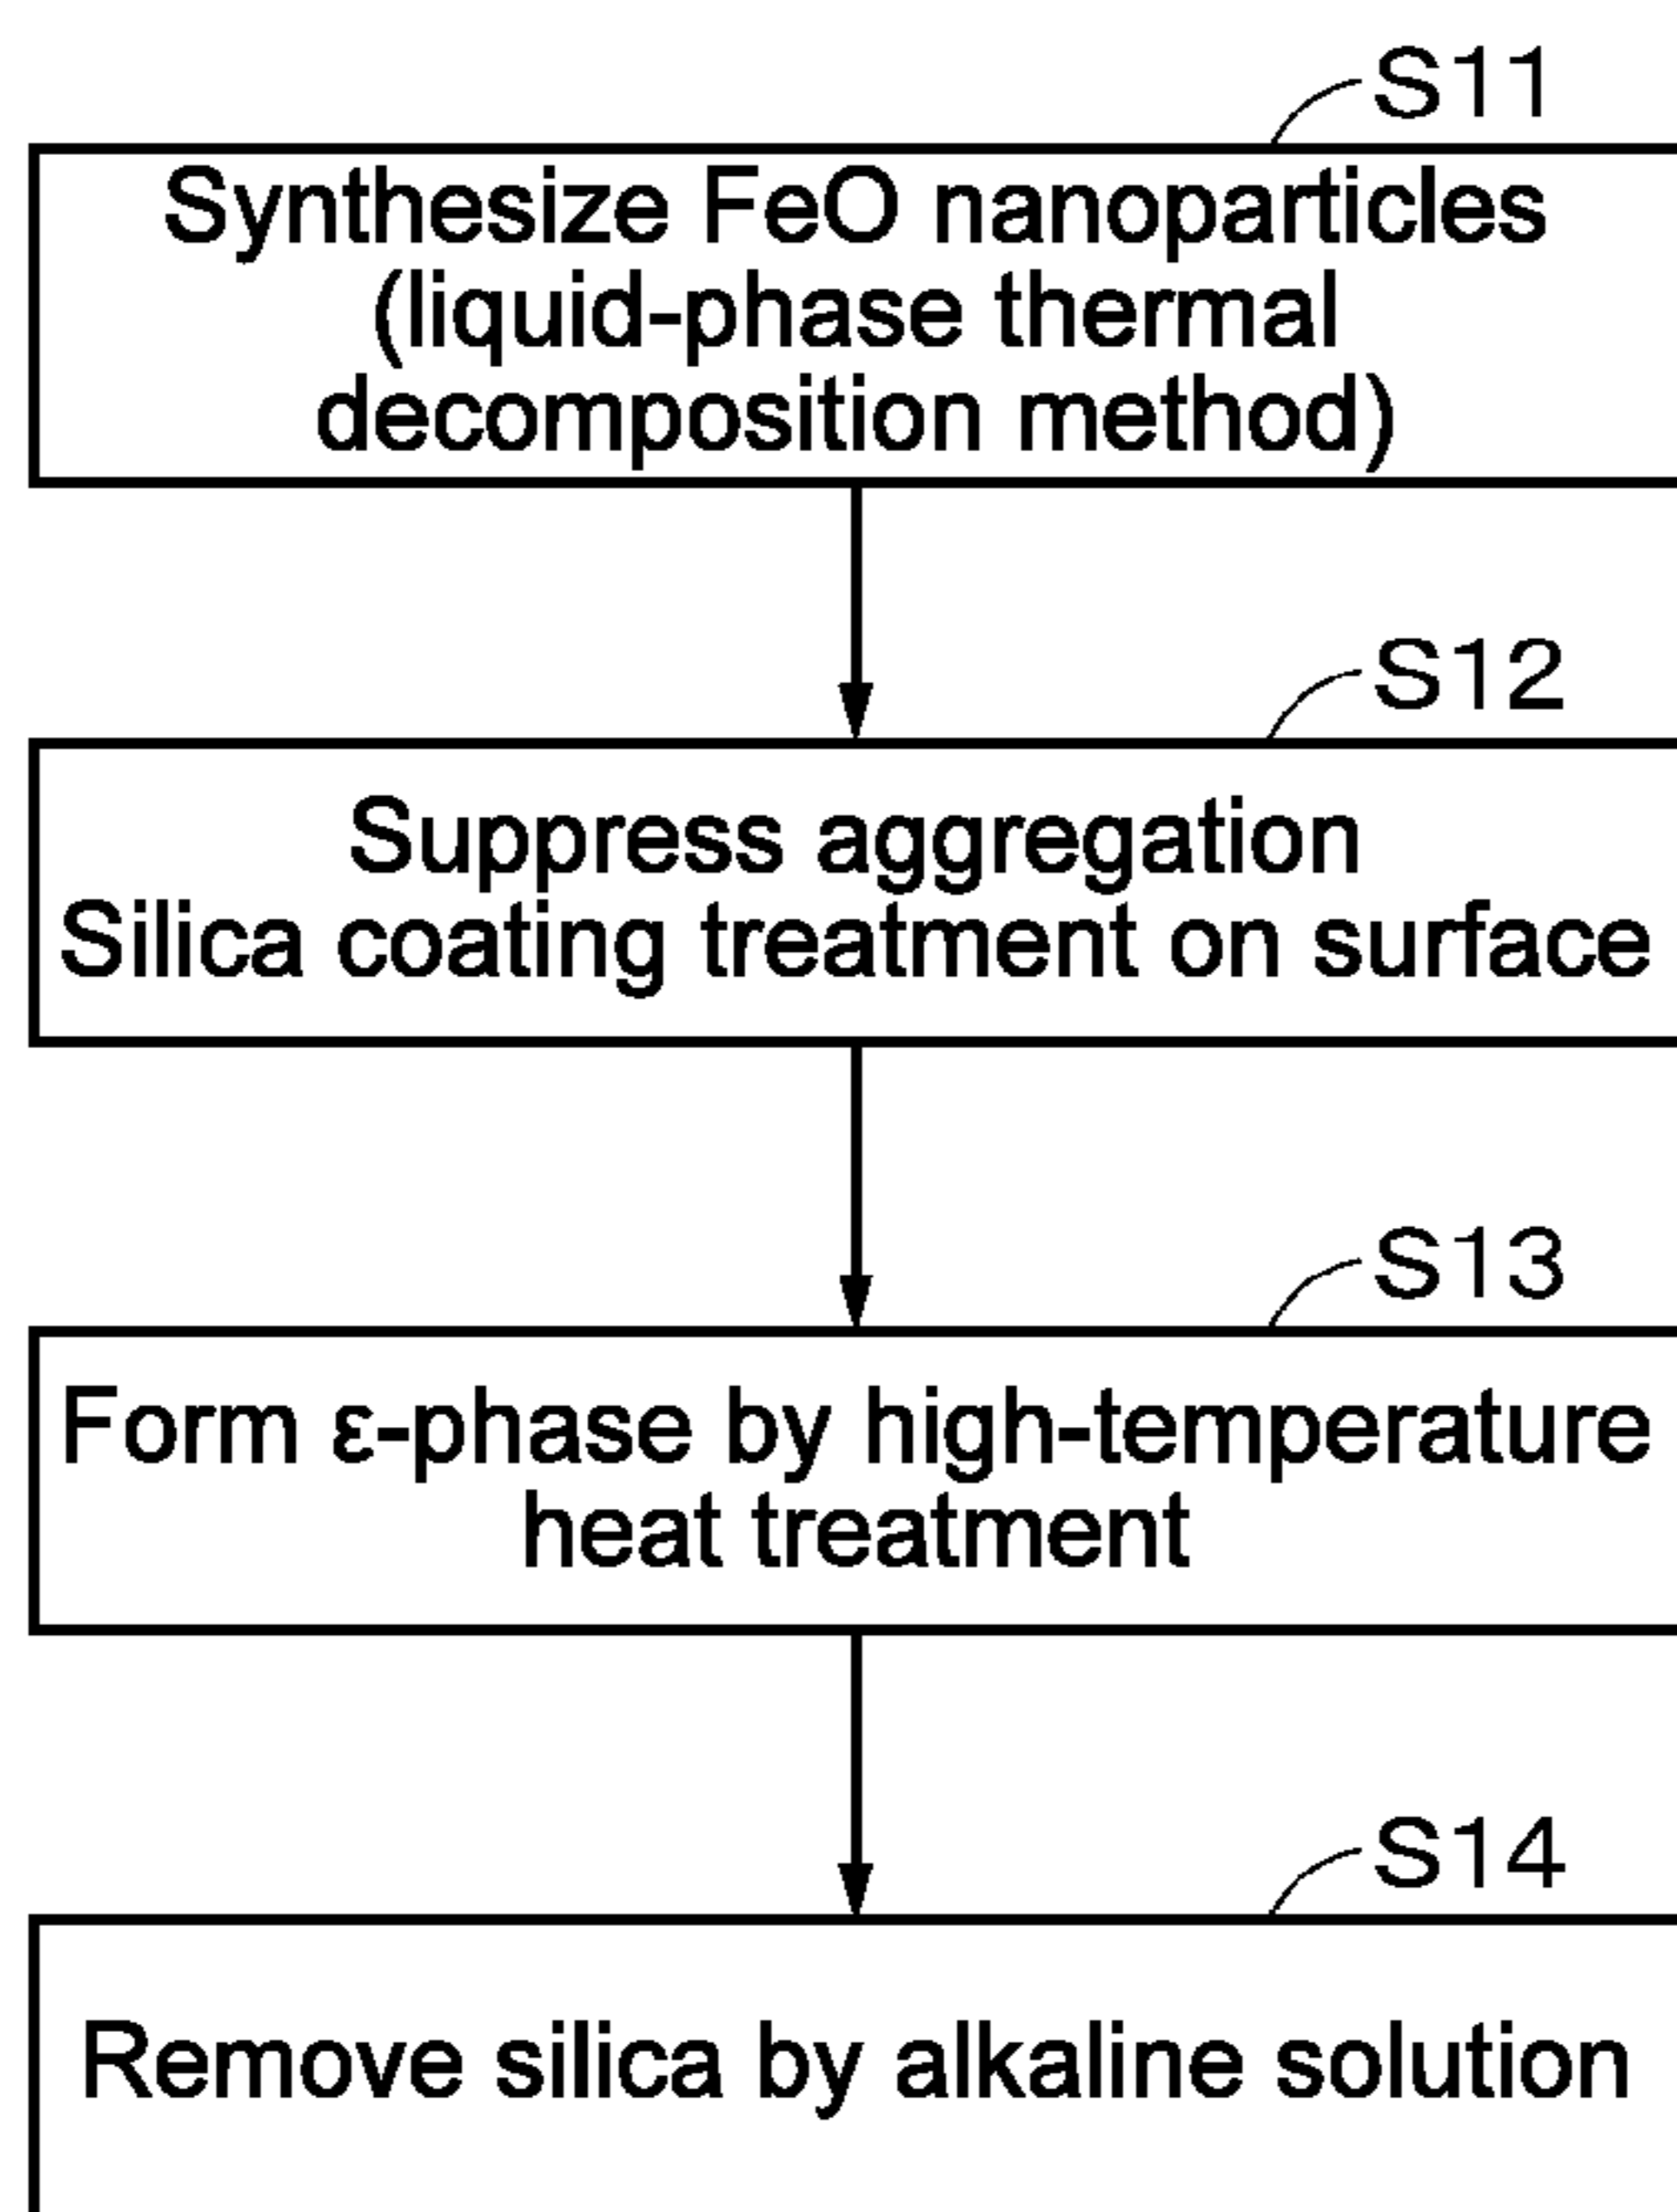 S11
Synthesize FeO nanoparticles
(liquid-phase thermal
decomposition method)
S12
Suppress aggregation
Silica coating treatment on surface
S13
Form ε-phase by high-temperature
heat treatment
S14
Remove silica by alkaline solution